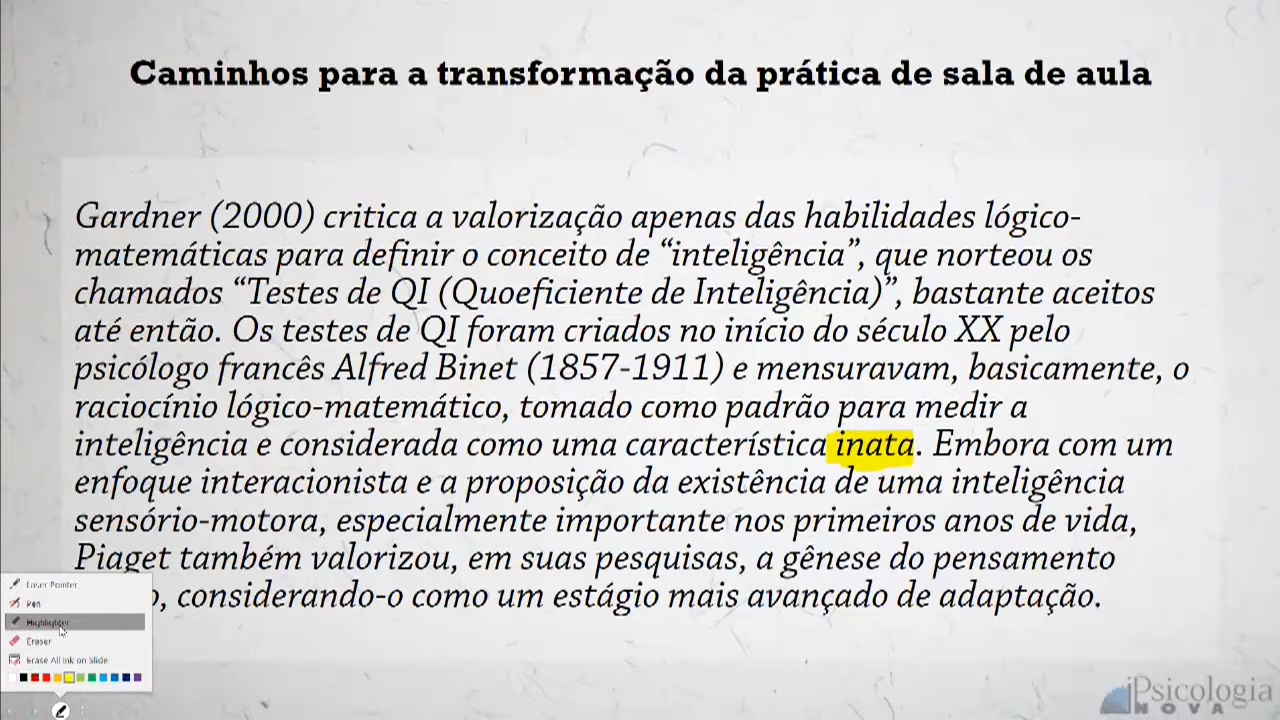 Caminhos para a transformação da prática de sala de aula
Gardner (2000) critica a valorização apenas das habilidades lógico-
matemáticas para definir o conceito de “inteligência”, que norteou os
chamados “Testes de QI (Quoeficiente de Inteligência)”, bastante aceitos
até então. Os testes de QI foram criados no início do século XX pelo
psicólogo francês Alfred Binet (1857-1911) e mensuravam, basicamente, o
raciocínio lógico-matemático, tomado como padrão para medir a
inteligência e considerada como uma característica inata. Embora com um
enfoque interacionista e a proposição da existência de uma inteligência
sensório-motora, especialmente importante nos primeiros anos de vida,
Piaget também valorizou, em suas pesquisas, a gênese do pensamento
o, considerando-o como um estágio mais avançado de adaptação.
Laser Pointer
Pen
Highlighter
Eraser
Erase All Ink on Slide
Psicologia
NOVA